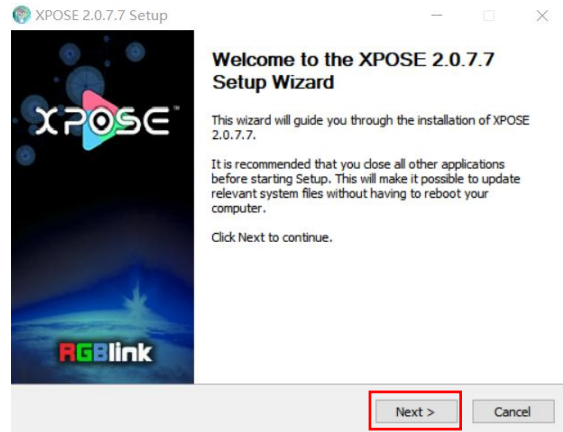 XPOSE 2.0.7.7 Setup
XPOSE™
RGBlink
Welcome to the XPOSE 2.0.7.7
Setup Wizard
This wizard will guide you through the installation of XPOSE
2.0.7.7.
It is recommended that you close all other applications
before starting Setup. This will make it possible to update
relevant system files without having to reboot your
computer.
Click Next to continue.
Next >
Cancel